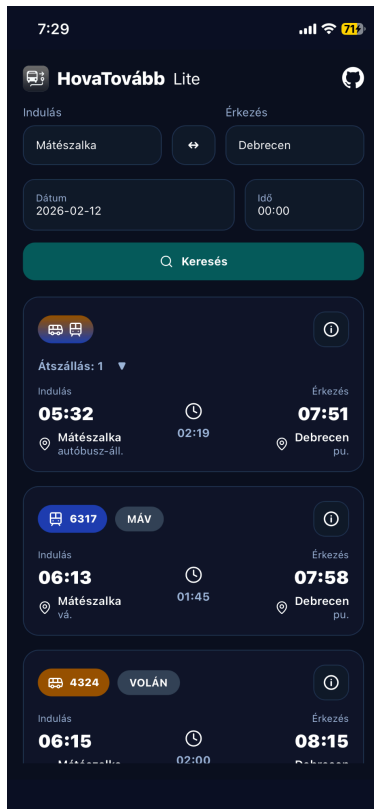 7:29
71
HovaTovább Lite
Indulás Érkezés
Mátészalka Debrecen
Dátum Idő
2026-02-12 00:00
Keresés
Átszállás: 1
Indulás Érkezés
05:32 07:51
02:19
Mátészalka Debrecen
autóbusz-áll. pu.
6317 MÁV
Indulás Érkezés
06:13 07:58
01:45
Mátészalka Debrecen
vá. pu.
4324 VOLÁN
Indulás Érkezés
06:15 08:15
02:00
Mátészalka Debrecen